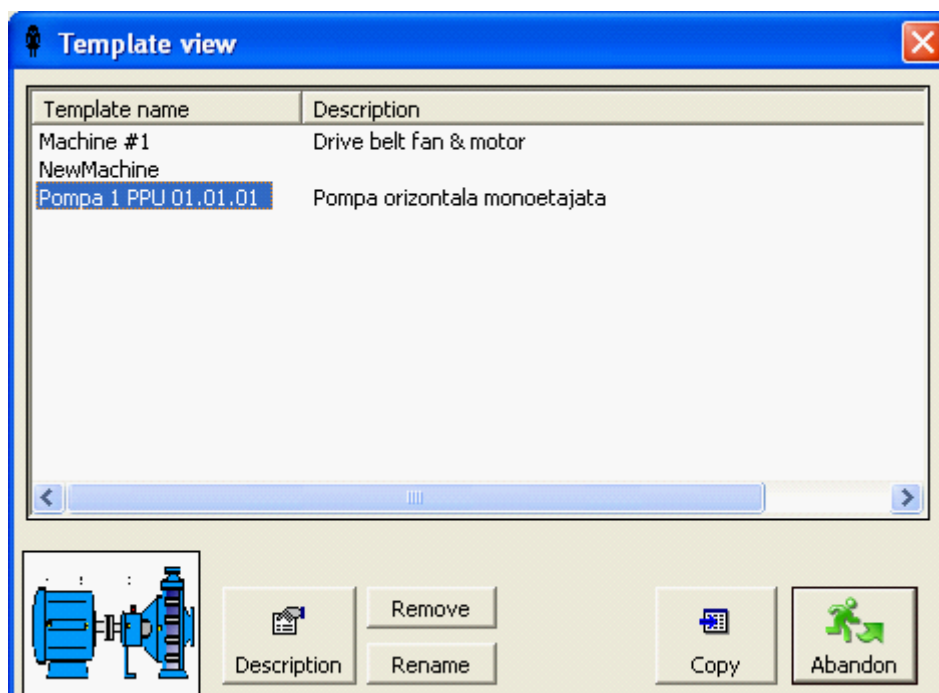 Template view
Template name Description
Machine #1 Drive belt fan & motor
NewMachine
Pompa 1 PPU 01.01.01 Pompa orizontala monoetajata
Remove
Description Rename Copy Abandon